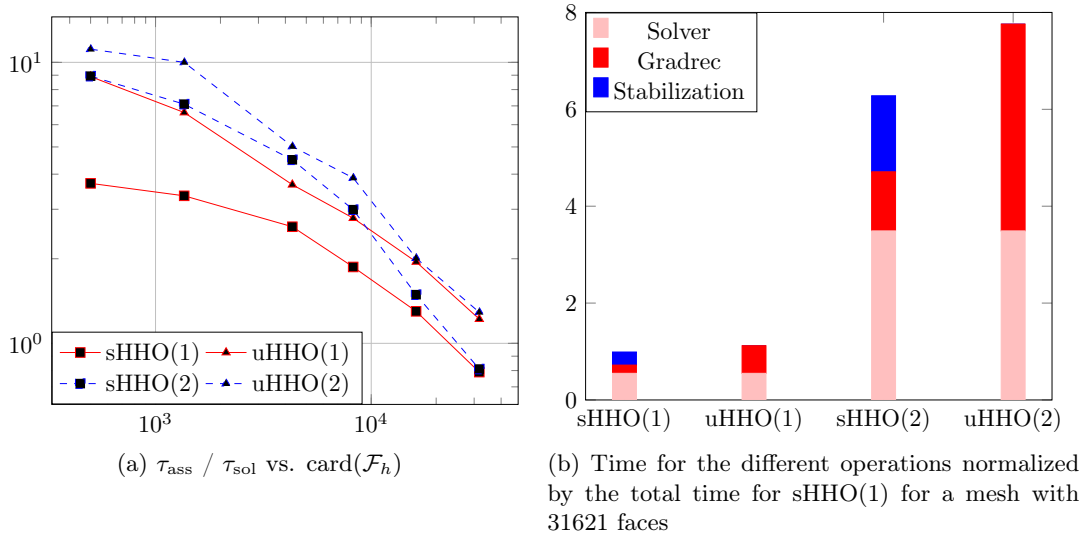 10^1
10^0
10^3
10^4
sHHO(1)
uHHO(1)
sHHO(2)
uHHO(2)
(a) τ_ass / τ_sol vs. card(ℱ_h)
8
6
4
2
0
Solver
Gradrec
Stabilization
sHHO(1)
uHHO(1)
sHHO(2)
uHHO(2)
(b) Time for the different operations normalized
by the total time for sHHO(1) for a mesh with
31621 faces